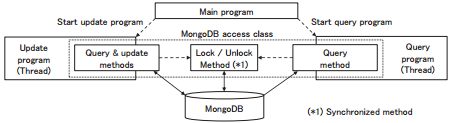 Main program
Start update program
Start query program
MongoDB access class
Update
program
(Thread)
Query & update
methods
Lock / Unlock
Method (*1)
Query
method
Query
program
(Thread)
MongoDB
(*1) Synchronized method